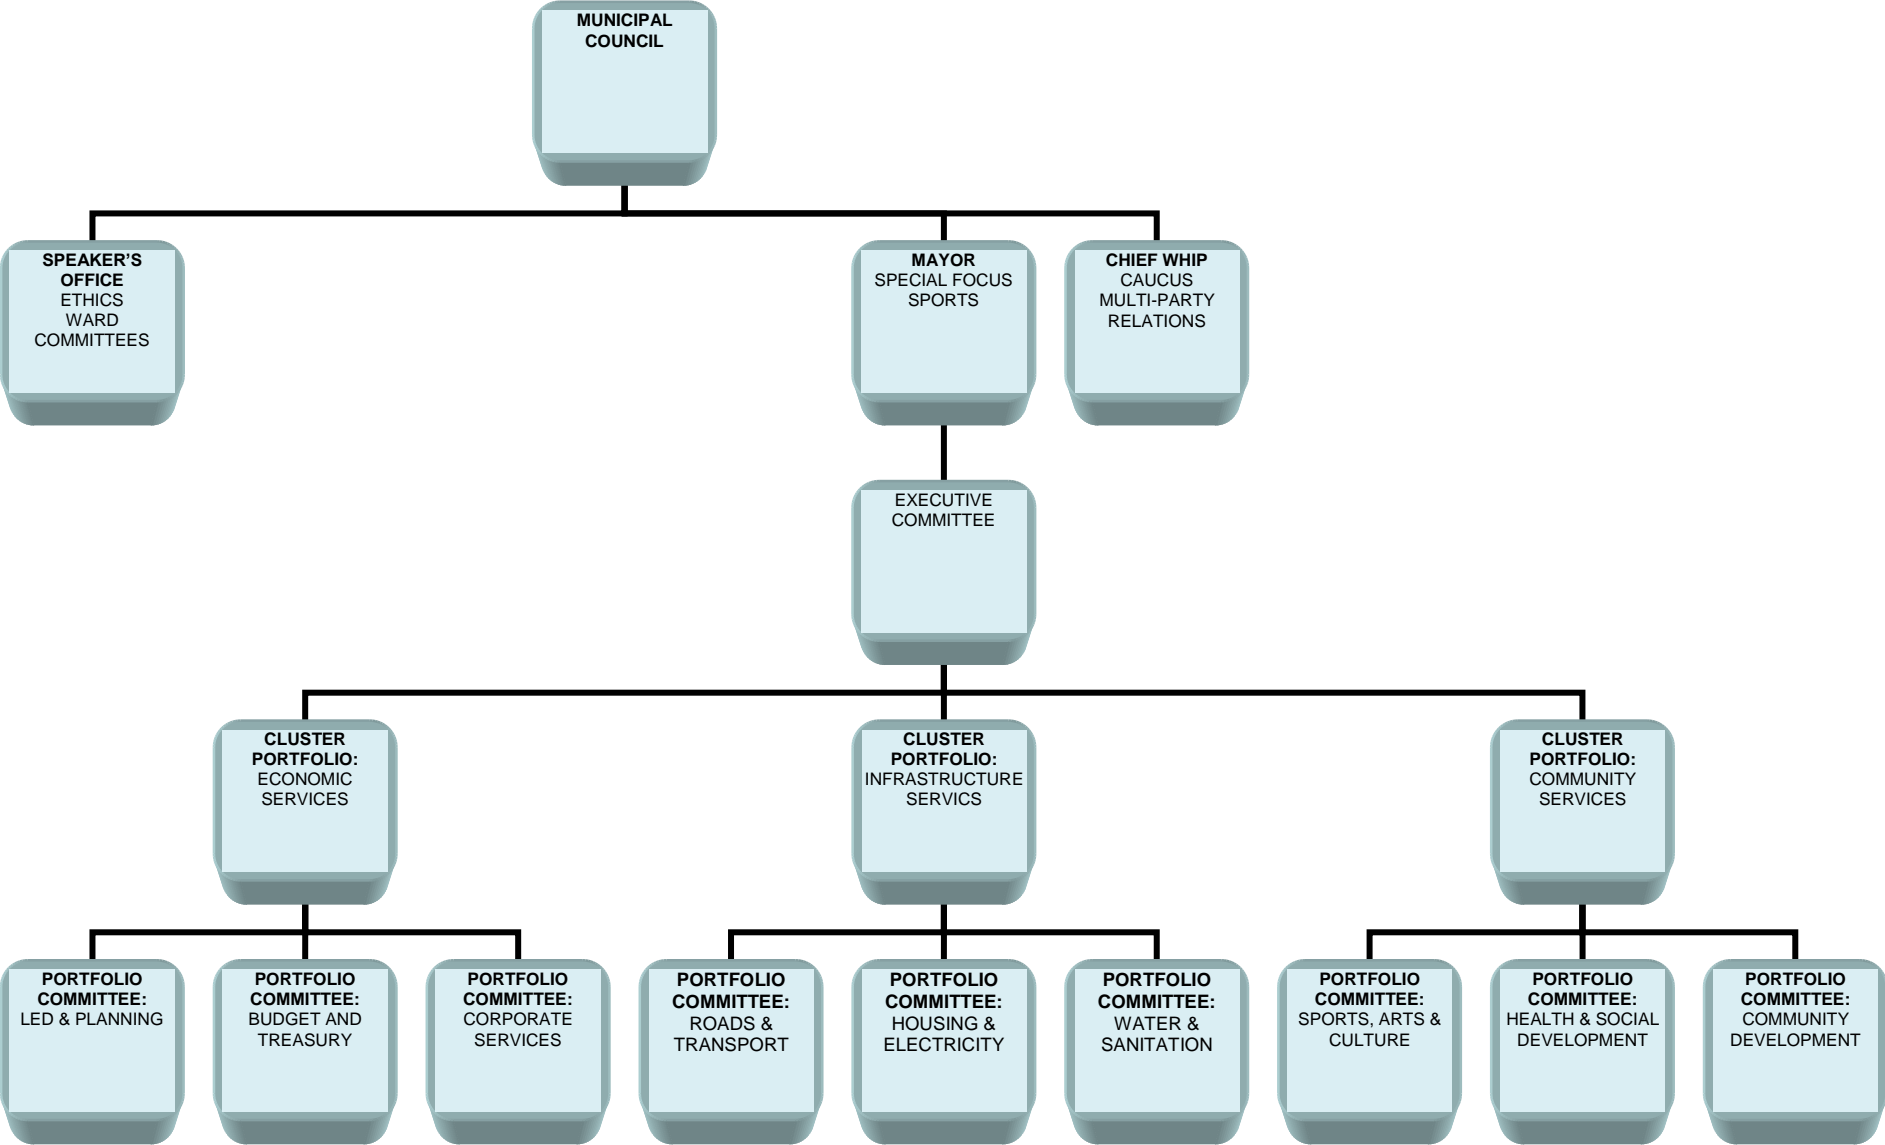 MUNICIPAL
COUNCIL
SPEAKER'S
OFFICE
ETHICS
WARD
COMMITTEES
MAYOR
SPECIAL FOCUS
SPORTS
CHIEF WHIP
CAUCUS
MULTI-PARTY
RELATIONS
EXECUTIVE
COMMITTEE
CLUSTER
PORTFOLIO:
ECONOMIC
SERVICES
CLUSTER
PORTFOLIO:
INFRASTRUCTURE
SERVICS
CLUSTER
PORTFOLIO:
COMMUNITY
SERVICES
PORTFOLIO
COMMITTEE:
LED & PLANNING
PORTFOLIO
COMMITTEE:
BUDGET AND
TREASURY
PORTFOLIO
COMMITTEE:
CORPORATE
SERVICES
PORTFOLIO
COMMITTEE:
ROADS &
TRANSPORT
PORTFOLIO
COMMITTEE:
HOUSING &
ELECTRICITY
PORTFOLIO
COMMITTEE:
WATER &
SANITATION
PORTFOLIO
COMMITTEE:
SPORTS, ARTS &
CULTURE
PORTFOLIO
COMMITTEE:
HEALTH & SOCIAL
DEVELOPMENT
PORTFOLIO
COMMITTEE:
COMMUNITY
DEVELOPMENT